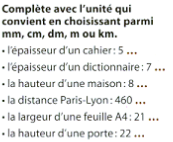 Complète avec l'unité qui
convient en choisissant parmi
mm, cm, dm, m ou km.
• l'épaisseur d'un cahier : 5 ...
• l'épaisseur d'un dictionnaire : 7 ...
• la hauteur d'une maison : 8 ...
• la distance Paris-Lyon : 460 ...
• la largeur d'une feuille A4 : 21 ...
• la hauteur d'une porte : 22 ...